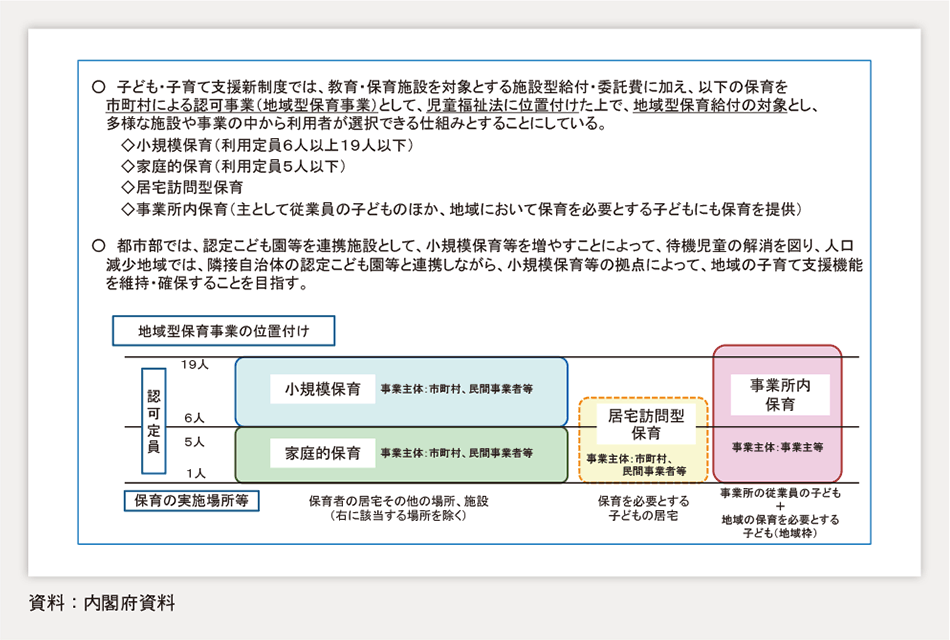 ○ 子ども・子育て支援新制度では、教育・保育施設を対象とする施設型給付・委託費に加え、以下の保育を
市町村による認可事業（地域型保育事業）として、児童福祉法に位置付けた上で、地域型保育給付の対象とし、
多様な施設や事業の中から利用者が選択できる仕組みとすることにしている。
◇小規模保育（利用定員６人以上１９人以下）
◇家庭的保育（利用定員５人以下）
◇居宅訪問型保育
◇事業所内保育（主として従業員の子どものほか、地域において保育を必要とする子どもにも保育を提供）
○ 都市部では、認定こども園等を連携施設として、小規模保育等を増やすことによって、待機児童の解消を図り、人口
減少地域では、隣接自治体の認定こども園等と連携しながら、小規模保育等の拠点によって、地域の子育て支援機能
を維持・確保することを目指す。
地域型保育事業の位置付け
認可定員
19人
6人
5人
1人
小規模保育
事業主体：市町村、民間事業者等
家庭的保育
事業主体：市町村、民間事業者等
居宅訪問型
保育
事業主体：市町村、
民間事業者等
事業所内
保育
事業主体：事業主等
保育の実施場所等
保育者の居宅その他の場所、施設
（右に該当する場所を除く）
保育を必要とする
子どもの居宅
事業所の従業員の子ども
＋
地域の保育を必要とする
子ども（地域枠）
資料：内閣府資料